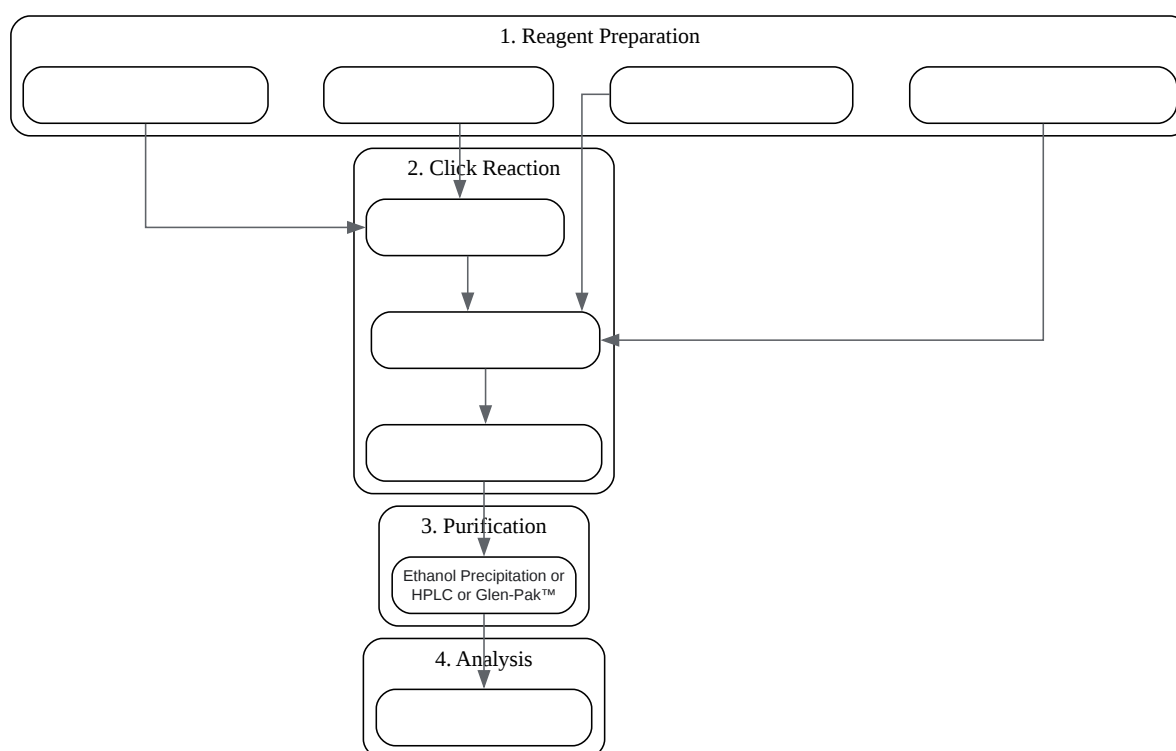 1. Reagent Preparation
2. Click Reaction
3. Purification
Ethanol Precipitation or
HPLC or Glen-Pak™
4. Analysis